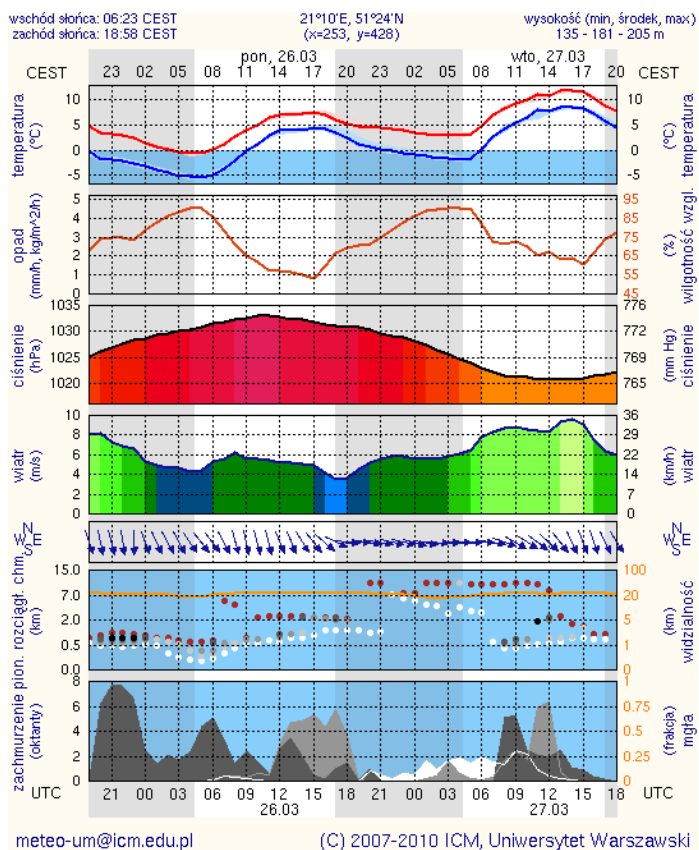 wschód słońca: 06:23 CEST 21°10'E, 51°24'N wysokość (min, środek, max)
zachód słońca: 18:58 CEST (x=253, y=428) 135 - 181 - 205 m
pon, 26.03 wto, 27.03
CEST 23 02 05 08 11 14 17 20 23 02 05 08 11 14 17 20 CEST
temperatura (°C)
10
5
0
-5
10
5
0
-5
temperatura (°C)
opad (mm/h, kg/m^2/h)
5
4
3
2
1
0
95
85
75
65
55
45
wilgotność wzgl. (%)
ciśnienie (hPa)
1035
1030
1025
1020
776
772
769
765
ciśnienie (mm Hg)
wiatr (m/s)
10
8
6
4
2
0
36
29
22
14
7
0
wiatr (km/h)
N
W E
S
N
W E
S
pion. rozciągł. chm. (km)
15.0
7.0
2.0
0.5
0.0
100
20
5
1
0
widzialność (km)
zachmurzenie (oktanty)
8
6
4
2
0
1
0.75
0.5
0.25
0
mgła (frakcja)
UTC 21 00 03 06 09 12 15 18 21 00 03 06 09 12 15 18 UTC
26.03 27.03
meteo-um@icm.edu.pl (C) 2007-2010 ICM, Uniwersytet Warszawski